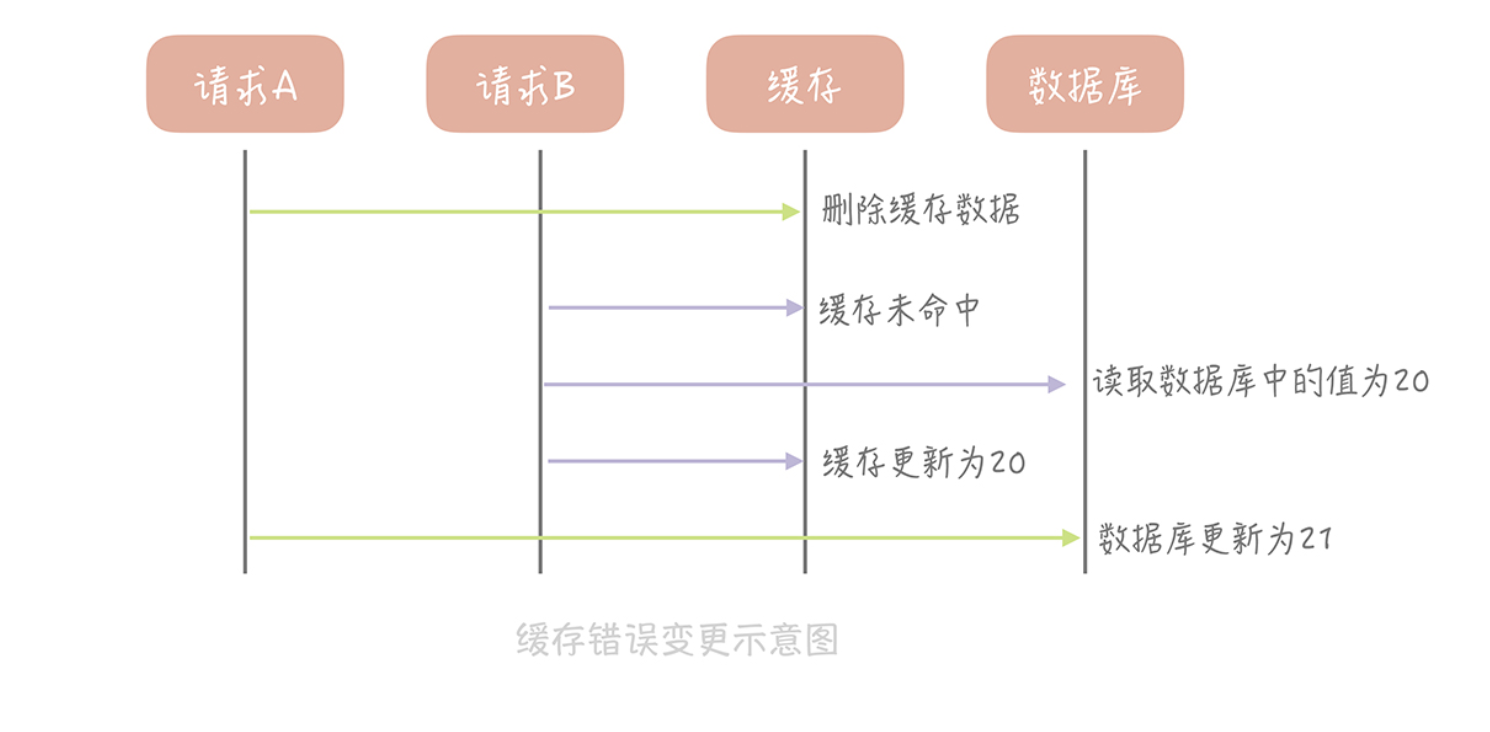 请求A
请求B
缓存
数据库
删除缓存数据
缓存未命中
读取数据库中的值为20
缓存更新为20
数据库更新为21
缓存错误变更示意图